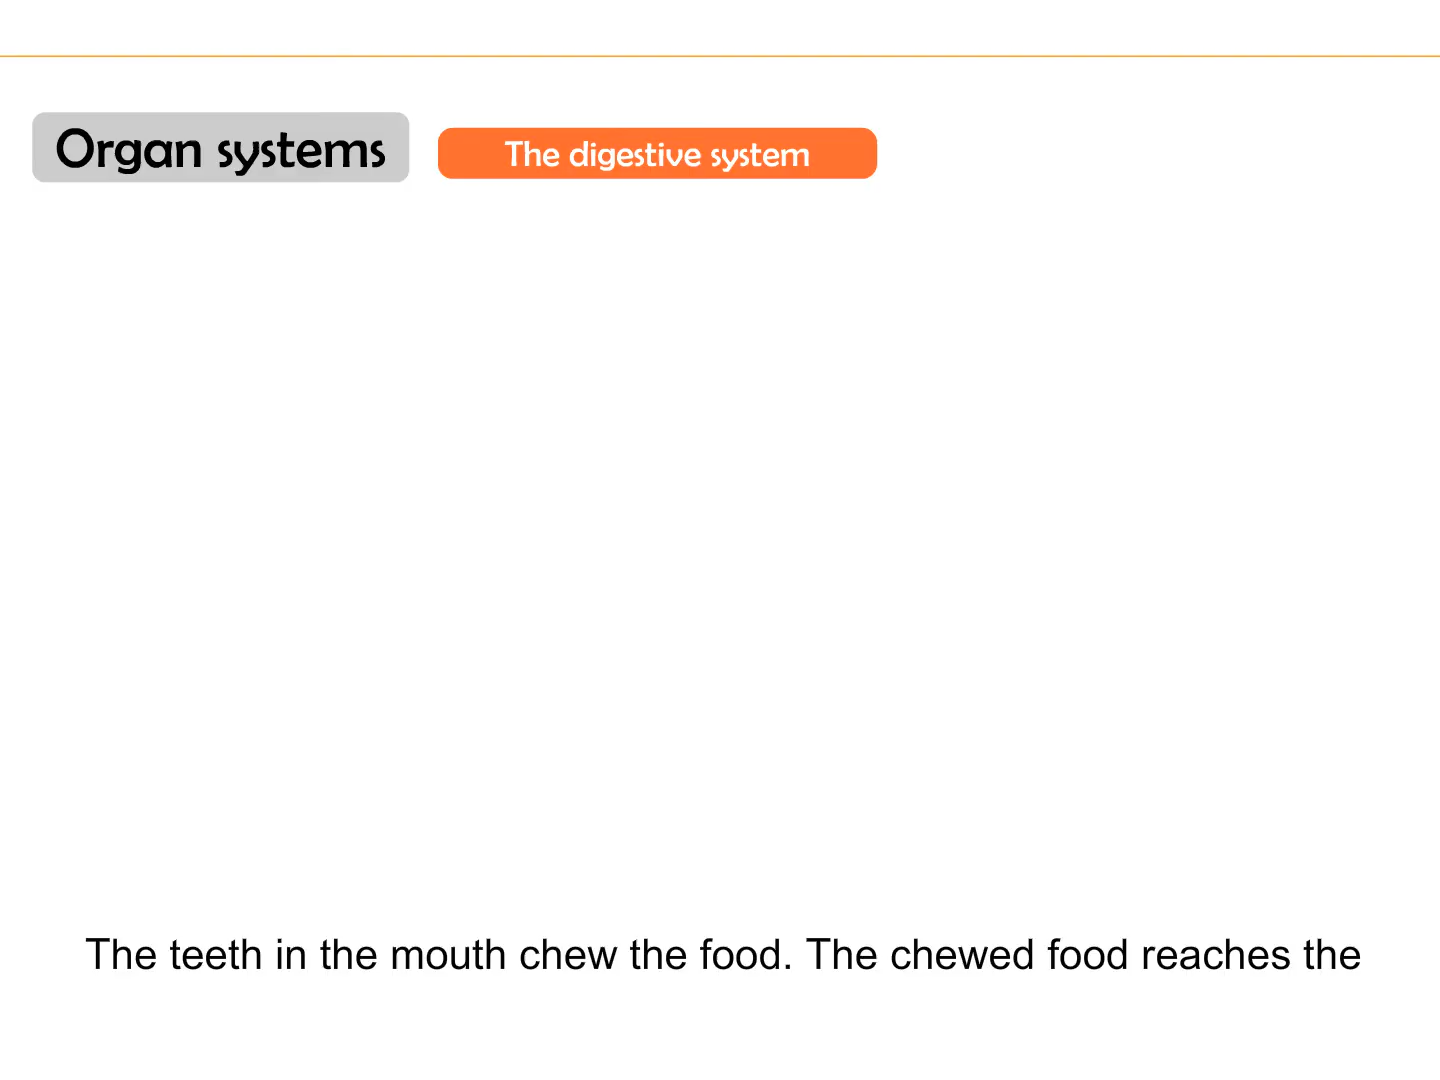 Organ systems
The digestive system
The teeth in the mouth chew the food. The chewed food reaches the